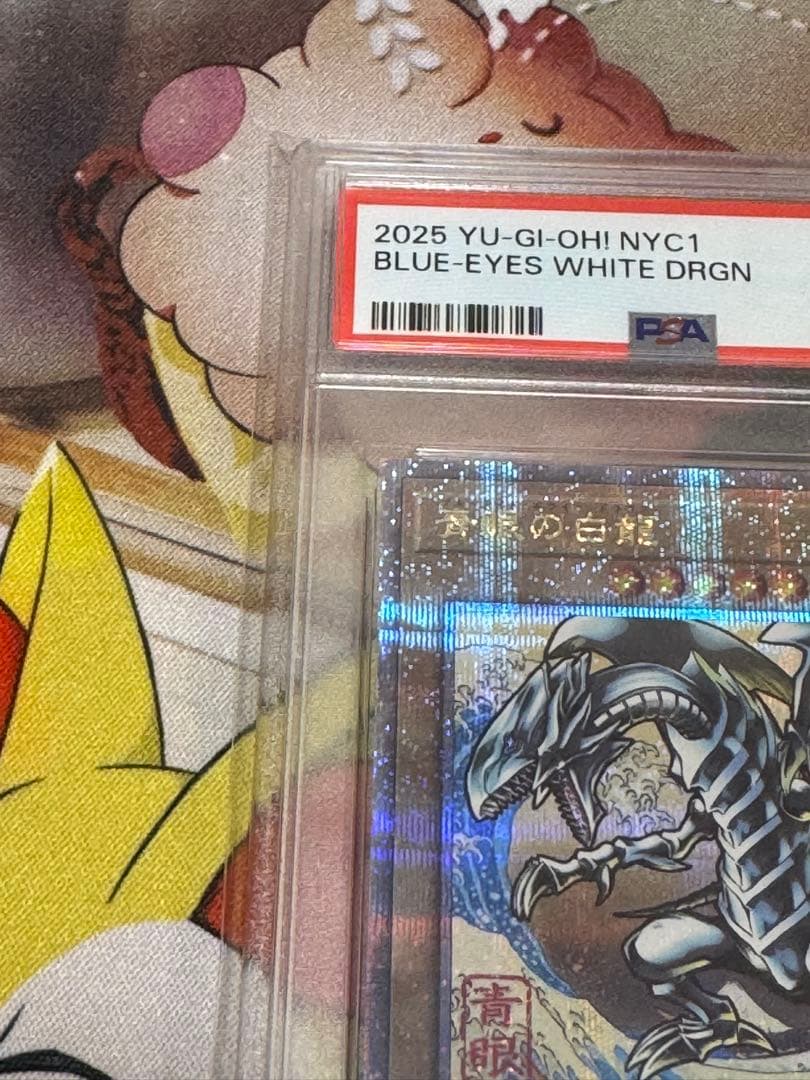 2025 YU-GI-OH! NYC1
BLUE-EYES WHITE DRGN
PSA
青眼の白龍
青眼